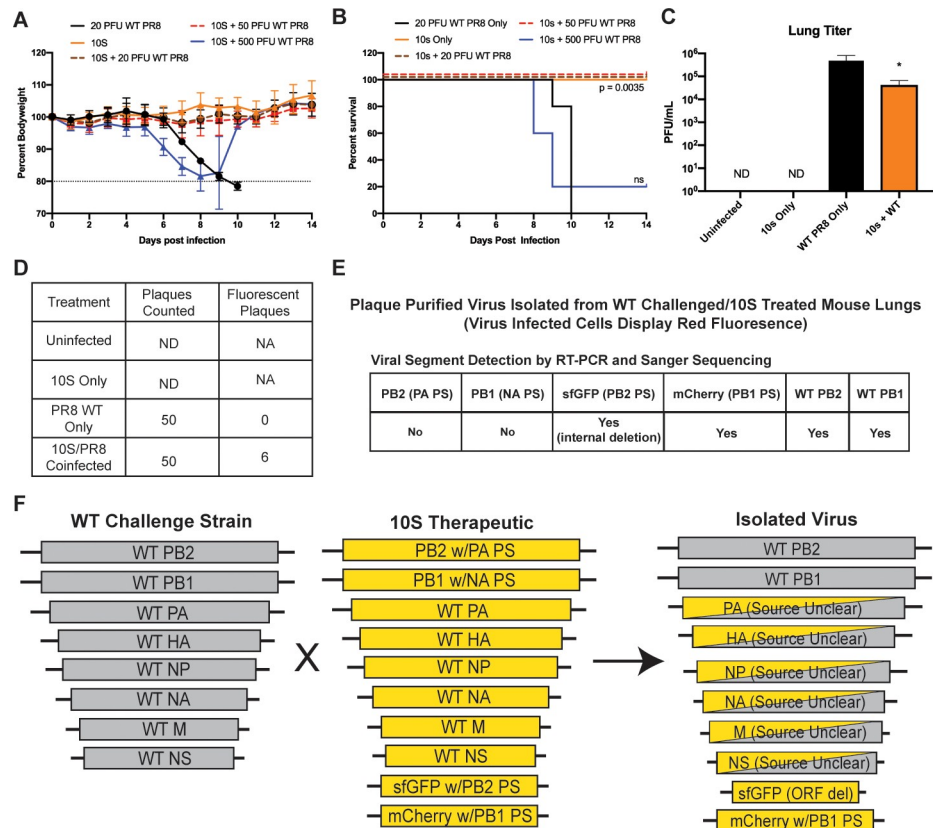 A
20 PFU WT PR8 Only
10S
10S + 20 PFU WT PR8
10S + 50 PFU WT PR8
10S + 500 PFU WT PR8
Percent Bodyweight
120
110
100
90
80
70
0 2 4 6 8 10 12 14
Days post infection
B
20 PFU WT PR8 Only
10s Only
10s + 20 PFU WT PR8
10s + 50 PFU WT PR8
10s + 500 PFU WT PR8
Percent survival
100
80
60
40
20
0
p = 0.0035
ns
0 2 4 6 8 10 12 14
Days Post Infection
C
Lung Titer
PFU/mL
10⁶
10⁵
10⁴
10³
10²
10¹
10⁰
ND
ND
*
Uninfected
10s Only
WT PR8 Only
10s + WT
D
Treatment Plaques Counted Fluorescent Plaques
Uninfected ND NA
10S Only ND NA
PR8 WT Only 50 0
10S/PR8 Coinfected 50 6
E
Plaque Purified Virus Isolated from WT Challenged/10S Treated Mouse Lungs
(Virus Infected Cells Display Red Fluoresence)
Viral Segment Detection by RT-PCR and Sanger Sequencing
PB2 (PA PS) PB1 (NA PS) sfGFP (PB2 PS) mCherry (PB1 PS) WT PB2 WT PB1
No No Yes (internal deletion) Yes Yes Yes
F
WT Challenge Strain
WT PB2
WT PB1
WT PA
WT HA
WT NP
WT NA
WT M
WT NS
X
10S Therapeutic
PB2 w/PA PS
PB1 w/NA PS
WT PA
WT HA
WT NP
WT NA
WT M
WT NS
sfGFP w/PB2 PS
mCherry w/PB1 PS
Isolated Virus
WT PB2
WT PB1
PA (Source Unclear)
HA (Source Unclear)
NP (Source Unclear)
NA (Source Unclear)
M (Source Unclear)
NS (Source Unclear)
sfGFP (ORF del)
mCherry w/PB1 PS